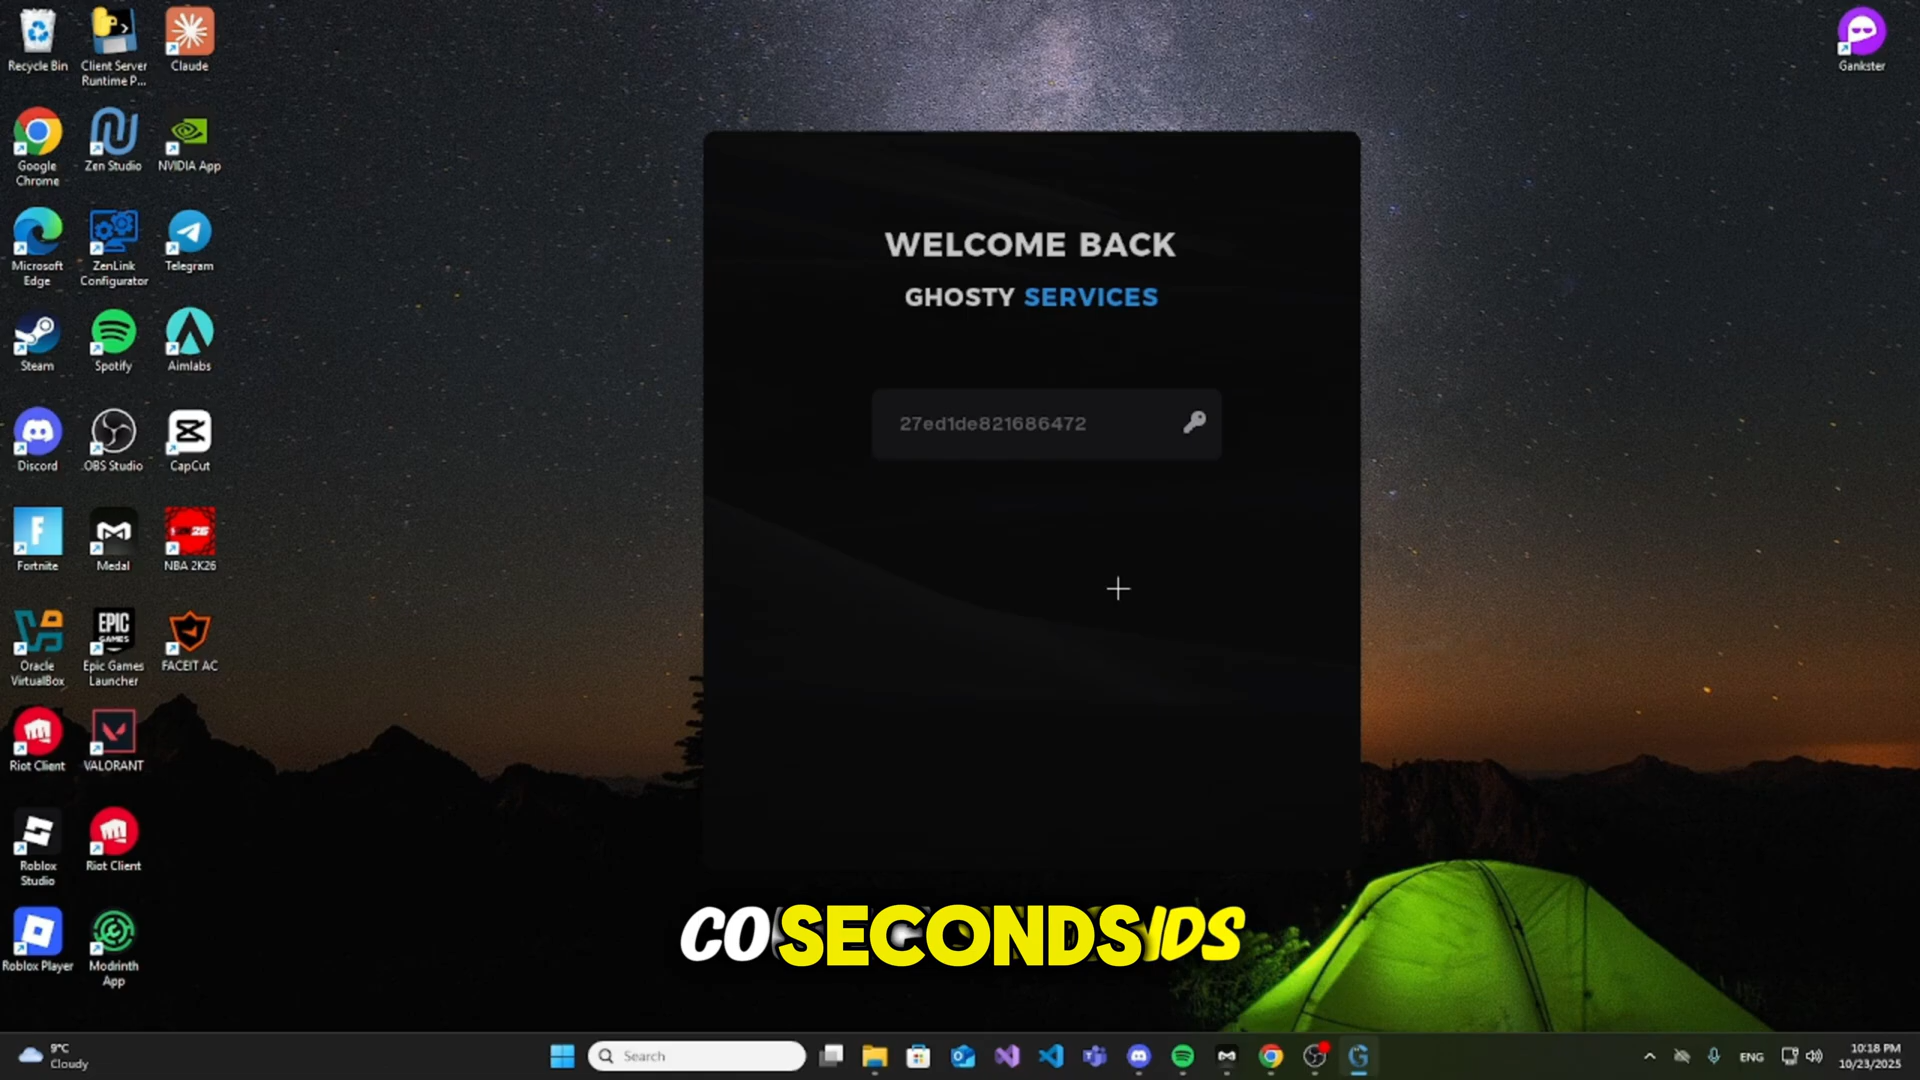 Recycle Bin
Client Server
Runtime P...
Claude
Gankster
Google
Chrome
Zen Studio
NVIDIA App
Microsoft
Edge
ZenLink
Configurator
Telegram
Steam
Spotify
Aimlabs
Discord
OBS Studio
CapCut
Fortnite
Medal
NBA 2K26
Oracle
VirtualBox
EPIC
GAMES
Epic Games
Launcher
FACEIT AC
Riot Client
VALORANT
Roblox
Studio
Riot Client
Roblox Player
Modrinth
App
WELCOME BACK
GHOSTY SERVICES
27ed1de821686472
SECONDS
9°C
Cloudy
Search
ENG
10:18 PM
10/23/2025